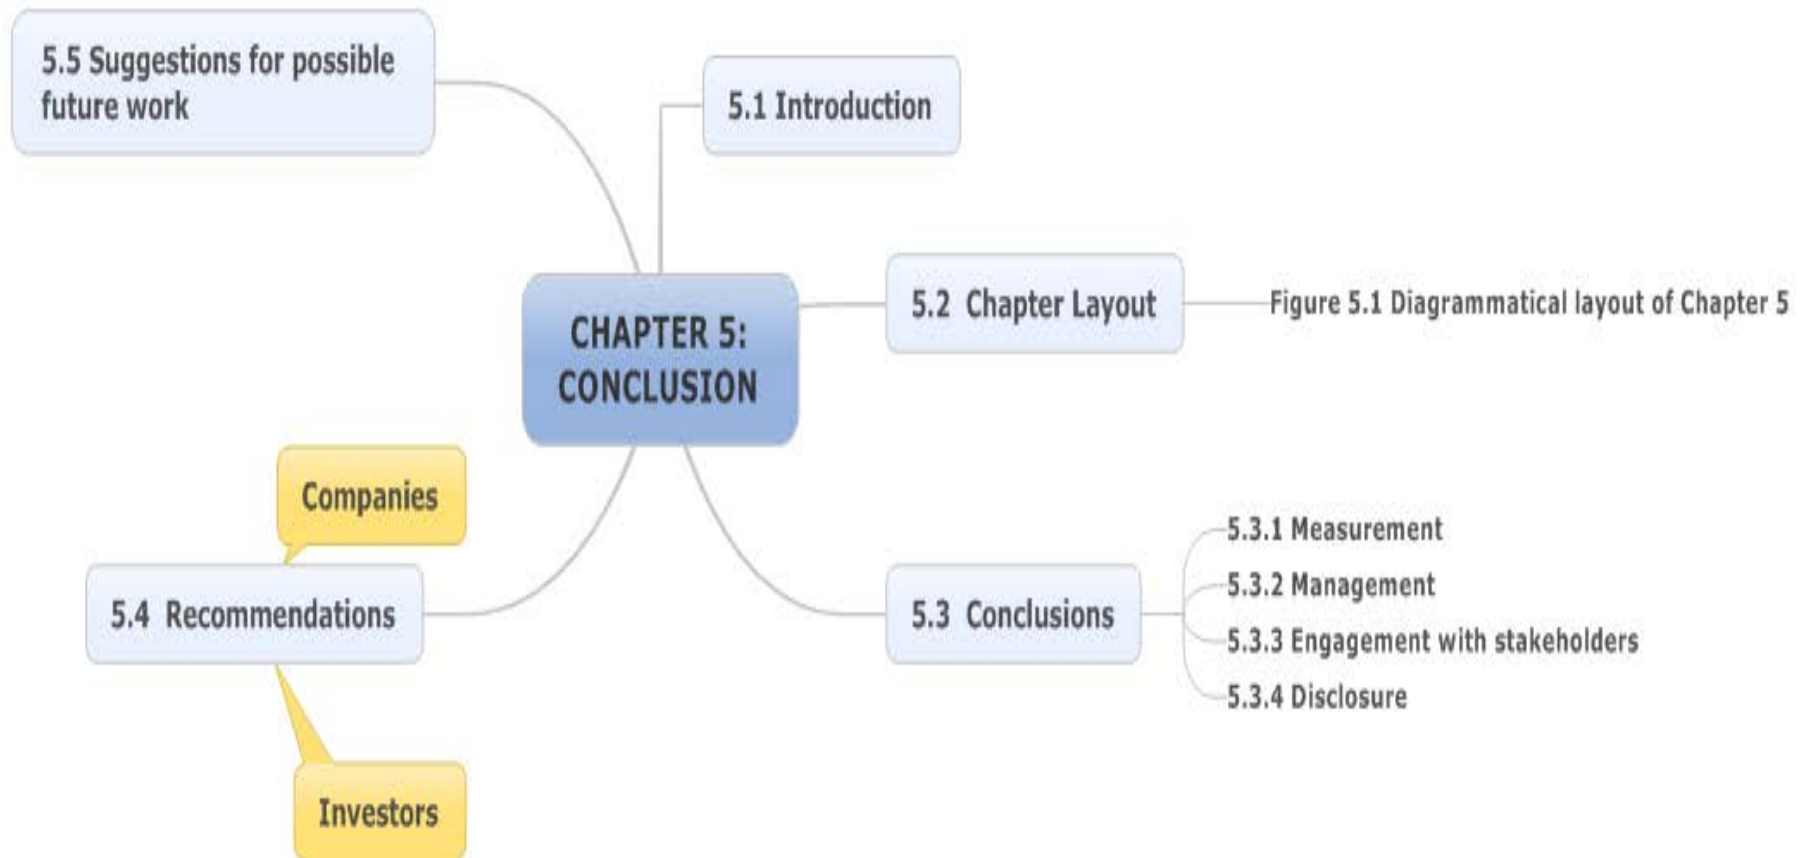 5.5 Suggestions for possible
future work
5.1 Introduction
5.2 Chapter Layout
Figure 5.1 Diagrammatical layout of Chapter 5
CHAPTER 5:
CONCLUSION
Companies
5.4 Recommendations
Investors
5.3 Conclusions
5.3.1 Measurement
5.3.2 Management
5.3.3 Engagement with stakeholders
5.3.4 Disclosure